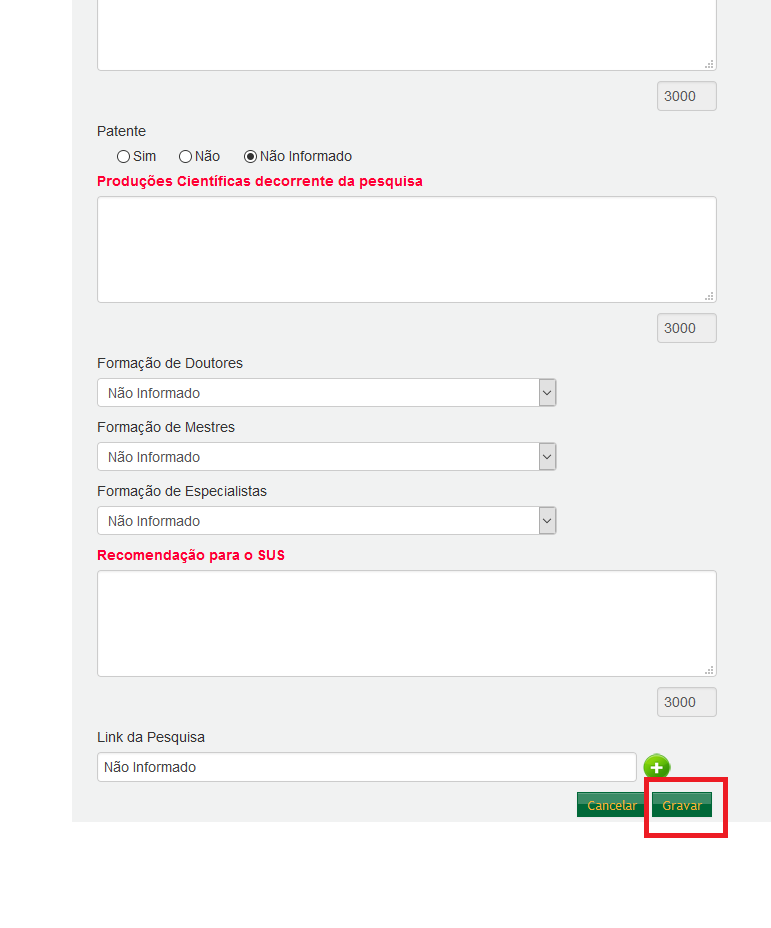 3000
Patente
Sim Não Não Informado
Produções Científicas decorrente da pesquisa
3000
Formação de Doutores
Não Informado
Formação de Mestres
Não Informado
Formação de Especialistas
Não Informado
Recomendação para o SUS
3000
Link da Pesquisa
Não Informado
Cancelar Gravar